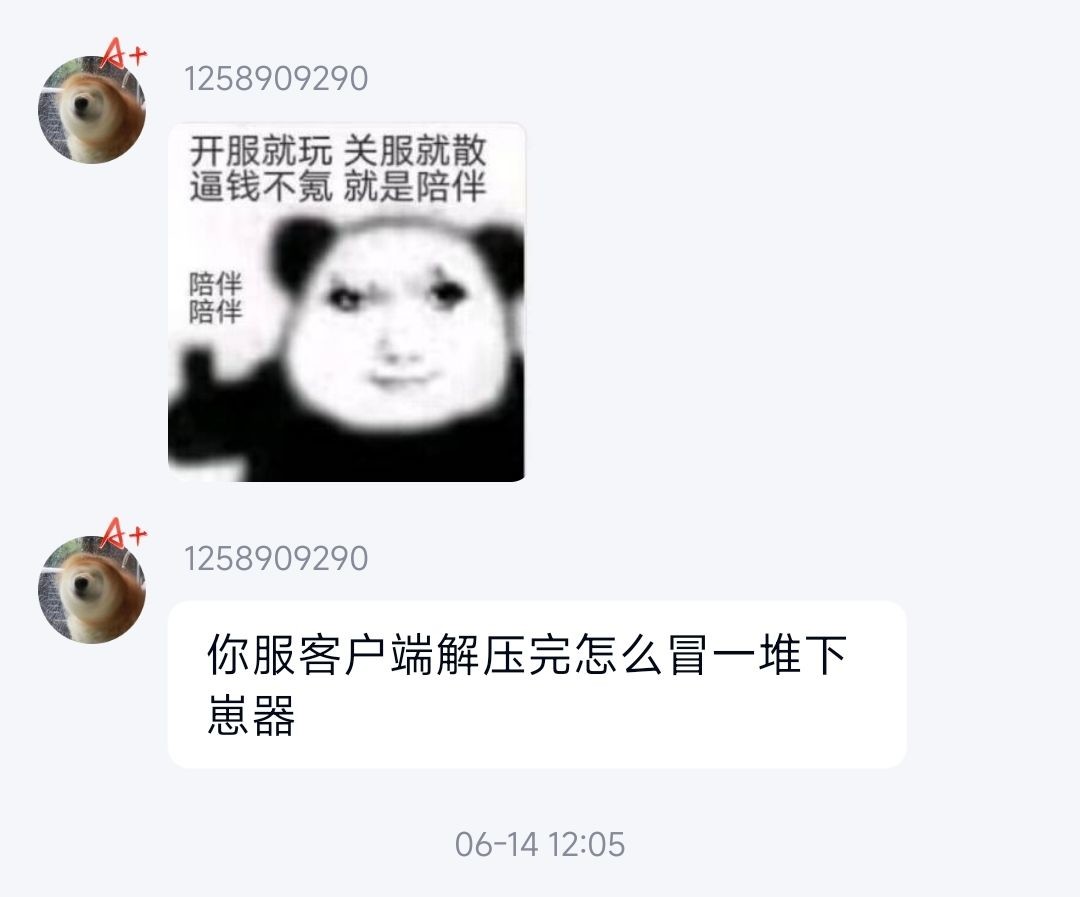 A+
1258909290
开服就玩 关服就散
逼钱不氪 就是陪伴
陪伴
陪伴
A+
1258909290
你服客户端解压完怎么冒一堆下
崽器
06-14 12:05